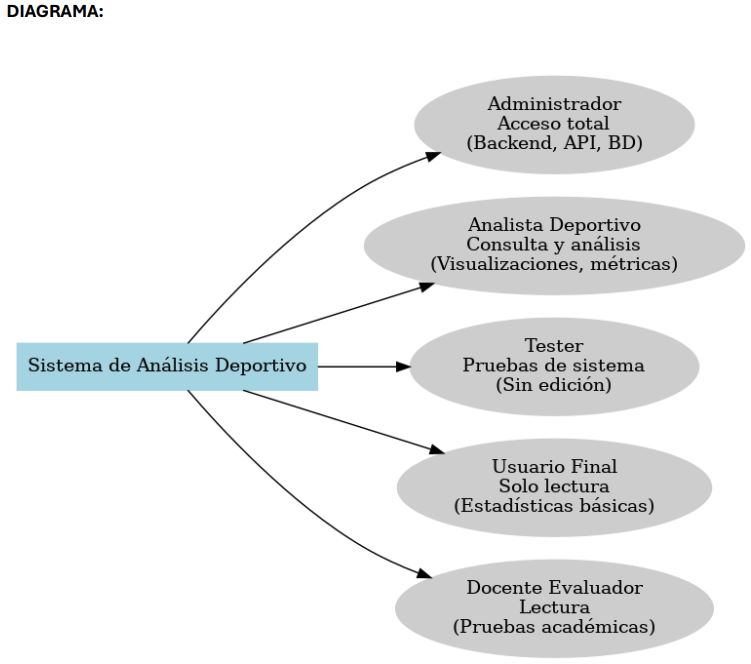 DIAGRAMA:
Administrador
Acceso total
(Backend, API, BD)
Analista Deportivo
Consulta y análisis
(Visualizaciones, métricas)
Sistema de Análisis Deportivo
Tester
Pruebas de sistema
(Sin edición)
Usuario Final
Solo lectura
(Estadísticas básicas)
Docente Evaluador
Lectura
(Pruebas académicas)